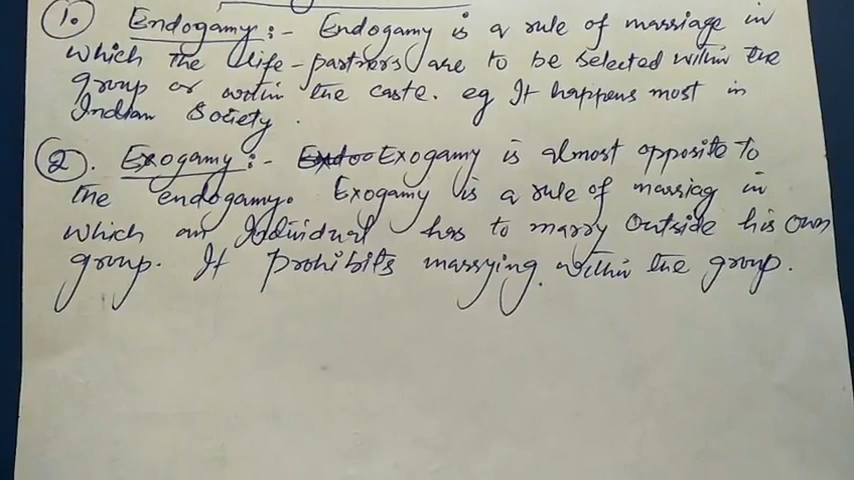 1. Endogamy :- Endogamy is a rule of marriage in
which the life-partners are to be selected within the
group or within the caste. eg It happens most in
Indian Society.
2. Exogamy :- Exogamy is almost opposite to
the endogamy. Exogamy is a rule of marriag in
which an Individual has to marry outside his own
group. It prohibits marrying within the group.